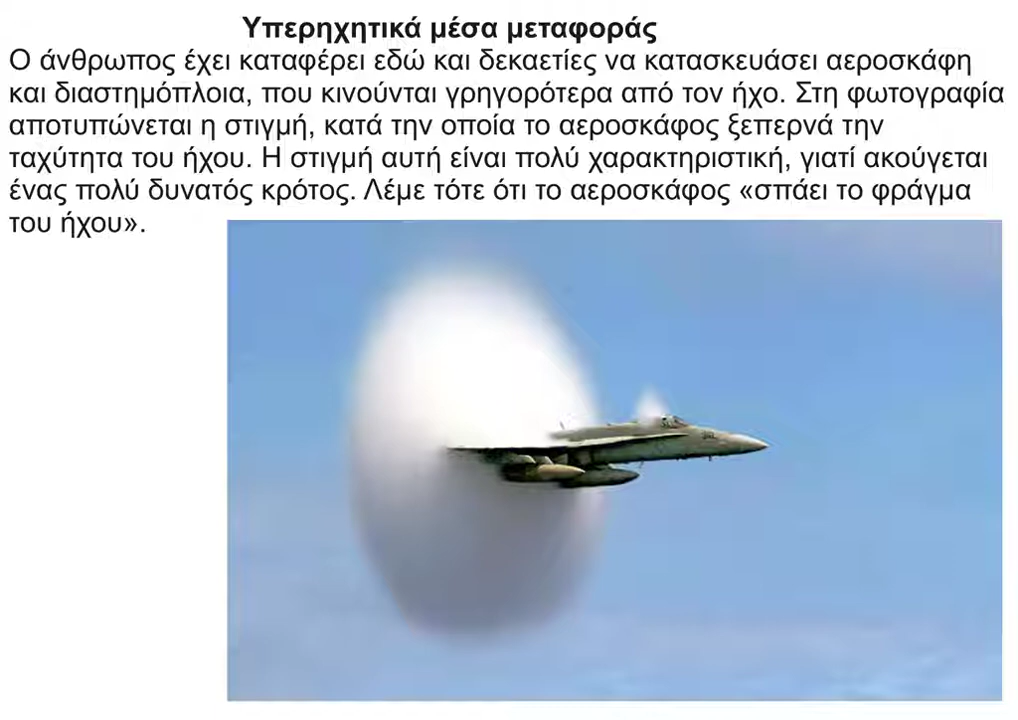 Υπερηχητικά μέσα μεταφοράς
Ο άνθρωπος έχει καταφέρει εδώ και δεκαετίες να κατασκευάσει αεροσκάφη
και διαστημόπλοια, που κινούνται γρηγορότερα από τον ήχο. Στη φωτογραφία
αποτυπώνεται η στιγμή, κατά την οποία το αεροσκάφος ξεπερνά την
ταχύτητα του ήχου. Η στιγμή αυτή είναι πολύ χαρακτηριστική, γιατί ακούγεται
ένας πολύ δυνατός κρότος. Λέμε τότε ότι το αεροσκάφος «σπάει το φράγμα
του ήχου».